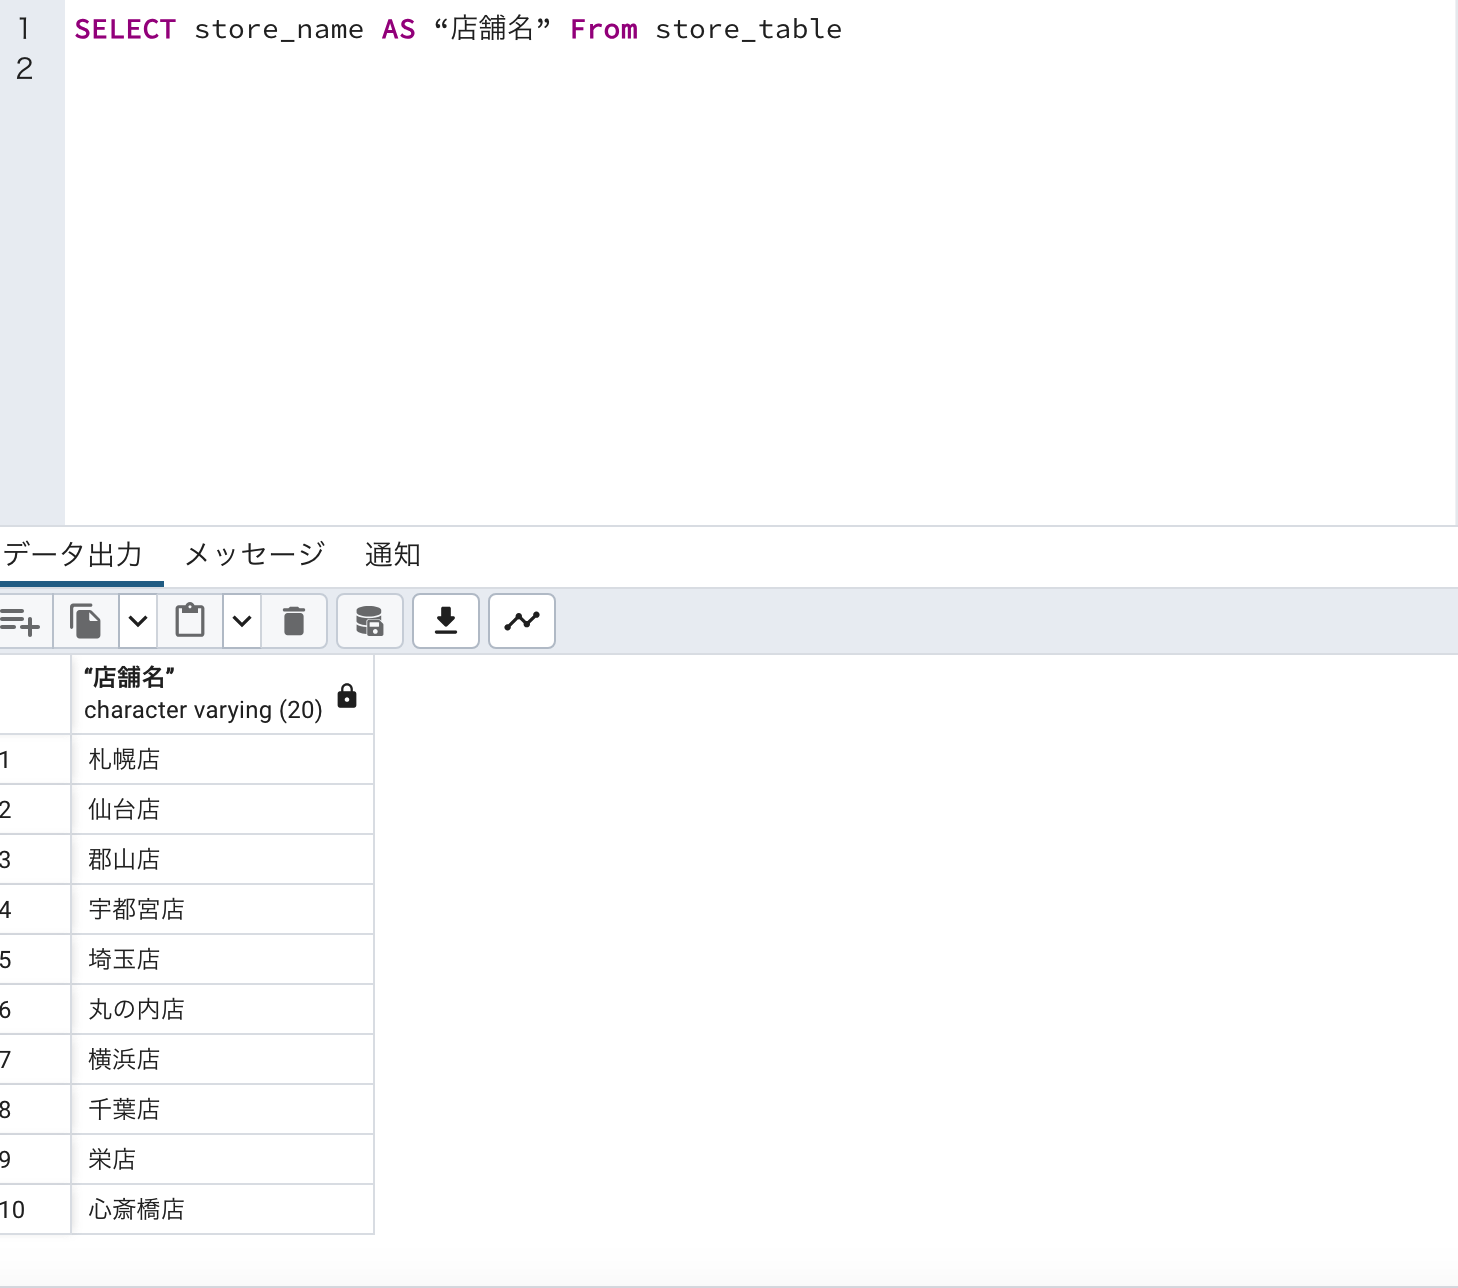 1 SELECT store_name AS “店舗名” From store_table
2
データ出力 メッセージ 通知
“店舗名”
character varying (20)
1 札幌店
2 仙台店
3 郡山店
4 宇都宮店
5 埼玉店
6 丸の内店
7 横浜店
8 千葉店
9 栄店
10 心斎橋店